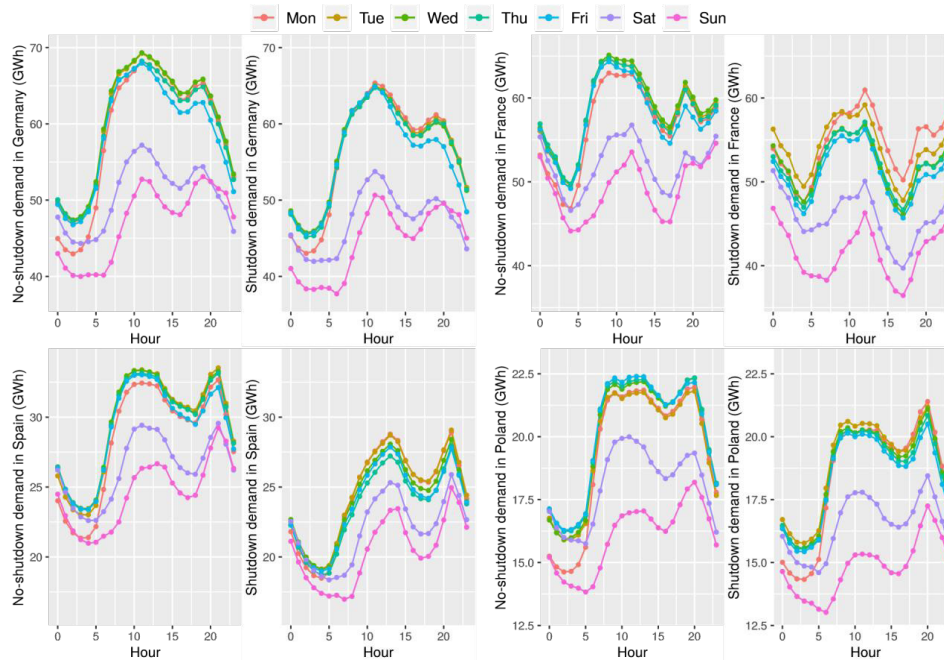 Mon Tue Wed Thu Fri Sat Sun
No-shutdown demand in Germany (GWh)
70
60
50
40
0 5 10 15 20
Hour
Shutdown demand in Germany (GWh)
70
60
50
40
0 5 10 15 20
Hour
No-shutdown demand in France (GWh)
60
50
40
0 5 10 15 20
Hour
Shutdown demand in France (GWh)
60
50
40
0 5 10 15 20
Hour
No-shutdown demand in Spain (GWh)
30
25
20
0 5 10 15 20
Hour
Shutdown demand in Spain (GWh)
30
25
20
0 5 10 15 20
Hour
No-shutdown demand in Poland (GWh)
22.5
20.0
17.5
15.0
12.5
0 5 10 15 20
Hour
Shutdown demand in Poland (GWh)
22.5
20.0
17.5
15.0
12.5
0 5 10 15 20
Hour